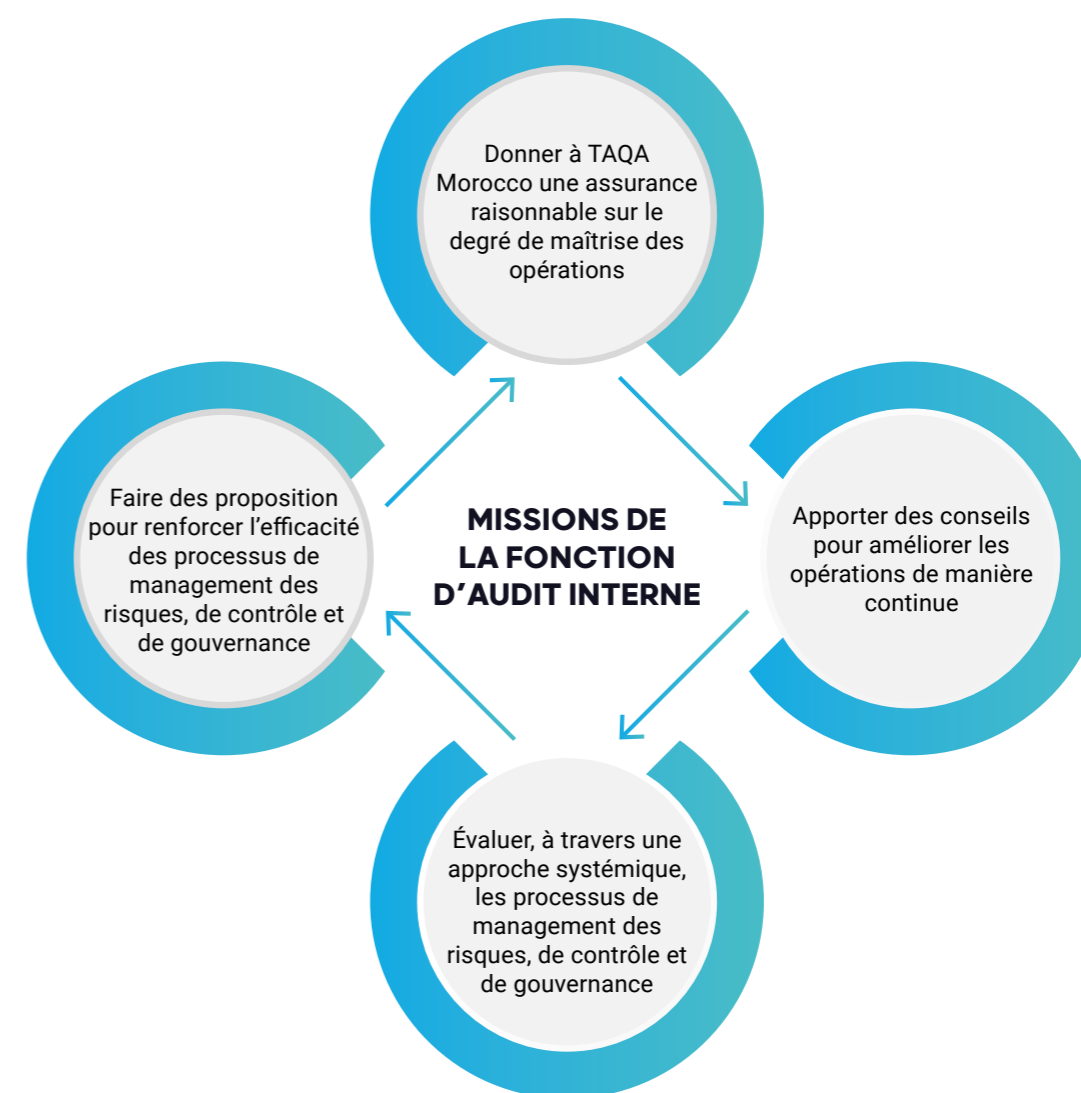 Donner à TAQA
Morocco une assurance
raisonnable sur le
degré de maîtrise des
opérations
Faire des proposition
pour renforcer l’efficacité
des processus de
management des
risques, de contrôle et
de gouvernance
MISSIONS DE
LA FONCTION
D’AUDIT INTERNE
Apporter des conseils
pour améliorer les
opérations de manière
continue
Évaluer, à travers une
approche systémique,
les processus de
management des
risques, de contrôle et
de gouvernance